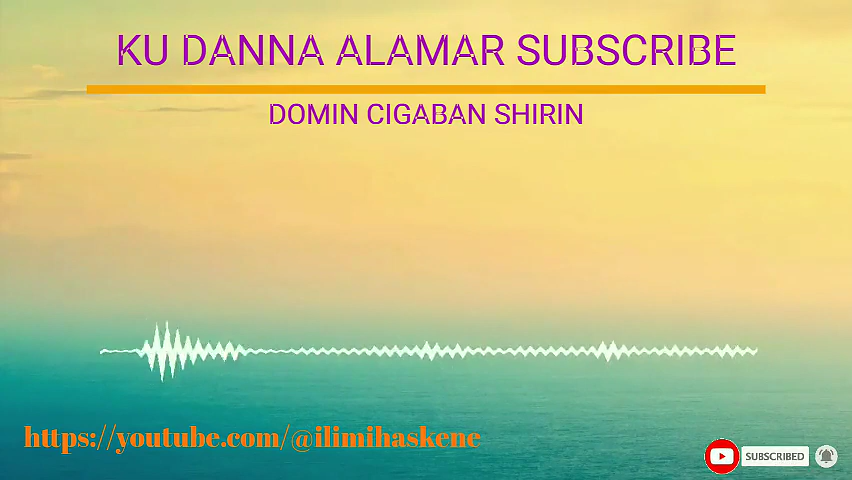 KU DANNA ALAMAR SUBSCRIBE
DOMIN CIGABAN SHIRIN
https://youtube.com/@ilimihaskene
SUBSCRIBED